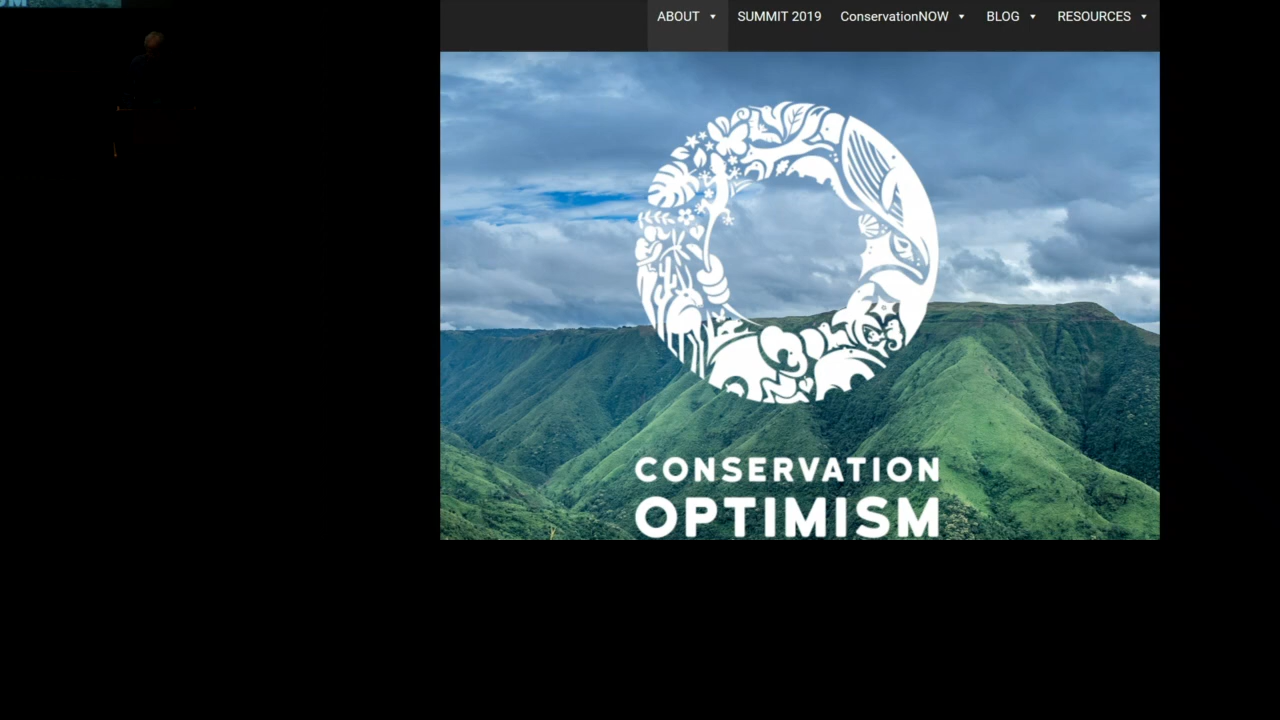 ABOUT SUMMIT 2019 ConservationNOW BLOG RESOURCES
CONSERVATION
OPTIMISM